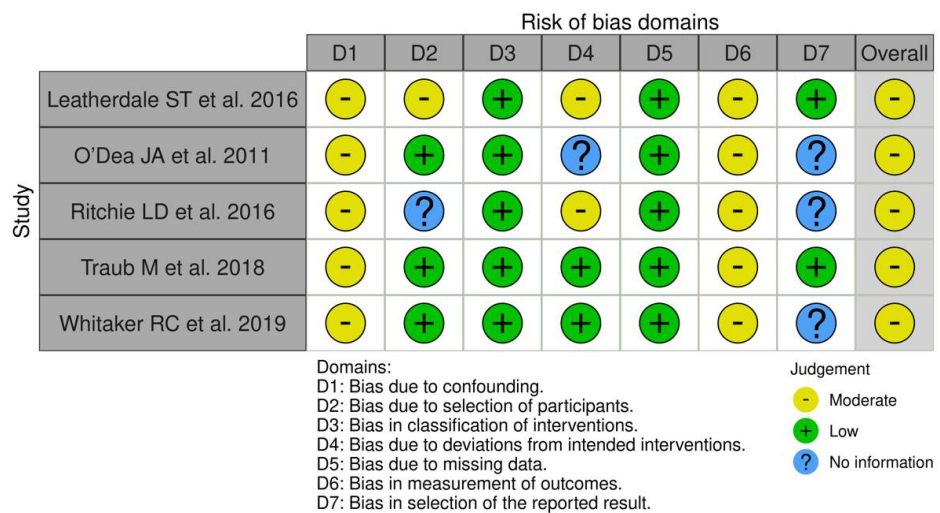 Risk of bias domains
D1 D2 D3 D4 D5 D6 D7 Overall
Study
Leatherdale ST et al. 2016 - - + - + - + -
O'Dea JA et al. 2011 - + + ? + - ? -
Ritchie LD et al. 2016 - ? + - + - ? -
Traub M et al. 2018 - + + + + - + -
Whitaker RC et al. 2019 - + + + + - ? -
Domains:
D1: Bias due to confounding.
D2: Bias due to selection of participants.
D3: Bias in classification of interventions.
D4: Bias due to deviations from intended interventions.
D5: Bias due to missing data.
D6: Bias in measurement of outcomes.
D7: Bias in selection of the reported result.
Judgement
- Moderate
+ Low
? No information